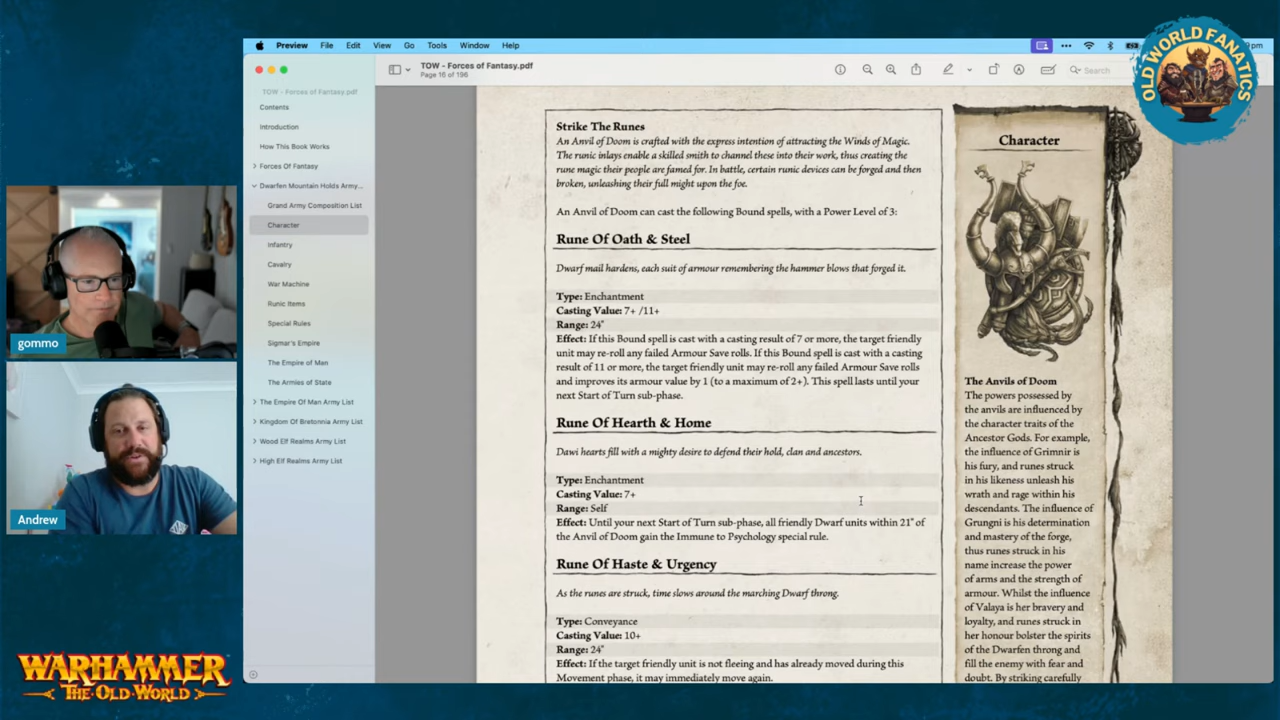 Preview File Edit View Go Tools Window Help
TOW - Forces of Fantasy.pdf
Page 16 of 196
Search
OLD WORLD FANATICS
TOW - Forces of Fantasy.pdf
Contents
Introduction
How This Book Works
Forces Of Fantasy
Dwarfen Mountain Holds Army...
Grand Army Composition List
Character
Infantry
Cavalry
War Machine
Runic Items
Special Rules
Sigmar's Empire
The Empire of Man
The Armies of State
The Empire Of Man Army List
Kingdom Of Bretonnia Army List
Wood Elf Realms Army List
High Elf Realms Army List
gommo
Andrew
WARHAMMER
THE·OLD·WORLD
Strike The Runes
An Anvil of Doom is crafted with the express intention of attracting the Winds of Magic.
The runic inlays enable a skilled smith to channel these into their work, thus creating the
rune magic their people are famed for. In battle, certain runic devices can be forged and then
broken, unleashing their full might upon the foe.
An Anvil of Doom can cast the following Bound spells, with a Power Level of 3:
Rune Of Oath & Steel
Dwarf mail hardens, each suit of armour remembering the hammer blows that forged it.
Type: Enchantment
Casting Value: 7+ /11+
Range: 24"
Effect: If this Bound spell is cast with a casting result of 7 or more, the target friendly
unit may re-roll any failed Armour Save rolls. If this Bound spell is cast with a casting
result of 11 or more, the target friendly unit may re-roll any failed Armour Save rolls
and improves its armour value by 1 (to a maximum of 2+). This spell lasts until your
next Start of Turn sub-phase.
Rune Of Hearth & Home
Dawi hearts fill with a mighty desire to defend their hold, clan and ancestors.
Type: Enchantment
Casting Value: 7+
Range: Self
Effect: Until your next Start of Turn sub-phase, all friendly Dwarf units within 21" of
the Anvil of Doom gain the Immune to Psychology special rule.
Rune Of Haste & Urgency
As the runes are struck, time slows around the marching Dwarf throng.
Type: Conveyance
Casting Value: 10+
Range: 24"
Effect: If the target friendly unit is not fleeing and has already moved during this
Movement phase, it may immediately move again.
Character
The Anvils of Doom
The powers possessed by
the anvils are influenced by
the character traits of the
Ancestor Gods. For example,
the influence of Grimnir is
his fury, and runes struck
in his likeness unleash his
wrath and rage within his
descendants. The influence of
Grungni is his determination
and mastery of the forge,
thus runes struck in his
name increase the power
of arms and the strength of
armour. Whilst the influence
of Valaya is her bravery and
loyalty, and runes struck in
her honour bolster the spirits
of the Dwarfen throng and
fill the enemy with fear and
doubt. By striking carefully